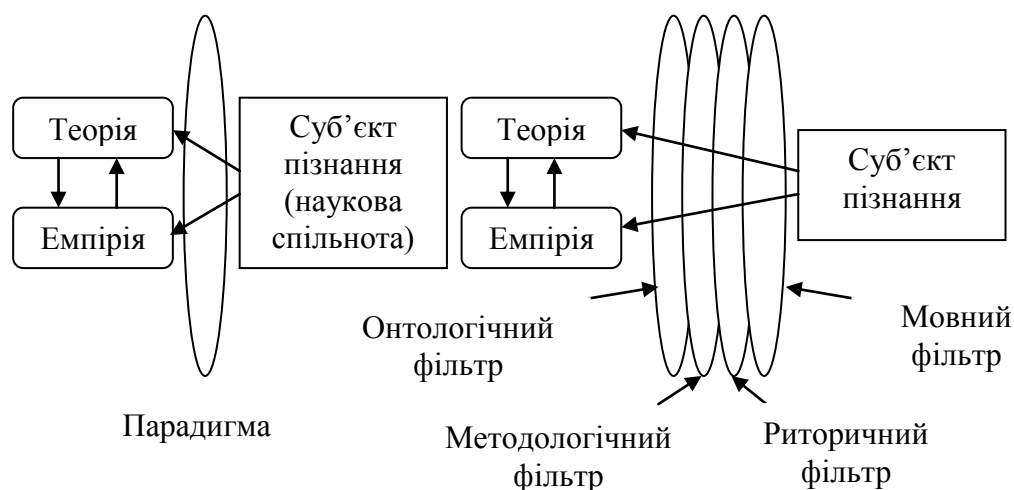 Теорія
Емпірія
Суб’єкт
пізнання
(наукова
спільнота)
Парадигма
Теорія
Емпірія
Суб’єкт
пізнання
Онтологічний
фільтр
Мовний
фільтр
Методологічний
фільтр
Риторичний
фільтр